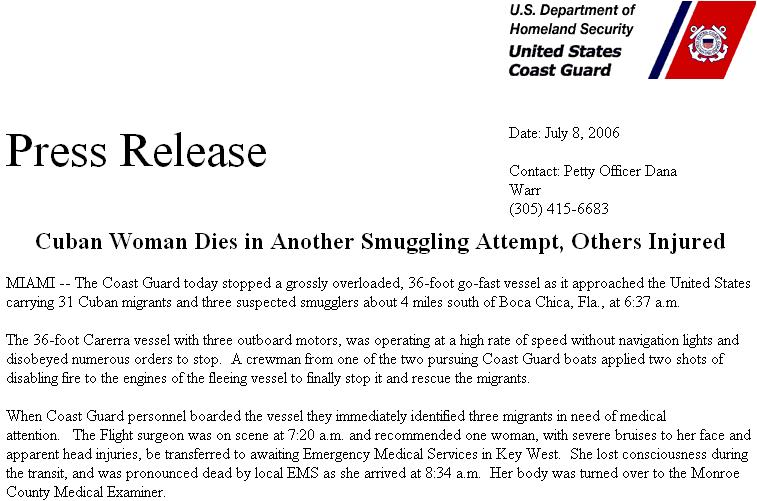 U.S. Department of
Homeland Security
United States
Coast Guard
Press Release
Date: July 8, 2006
Contact: Petty Officer Dana
Warr
(305) 415-6683
Cuban Woman Dies in Another Smuggling Attempt, Others Injured
MIAMI -- The Coast Guard today stopped a grossly overloaded, 36-foot go-fast vessel as it approached the United States
carrying 31 Cuban migrants and three suspected smugglers about 4 miles south of Boca Chica, Fla., at 6:37 a.m.
The 36-foot Carerra vessel with three outboard motors, was operating at a high rate of speed without navigation lights and
disobeyed numerous orders to stop.  A crewman from one of the two pursuing Coast Guard boats applied two shots of
disabling fire to the engines of the fleeing vessel to finally stop it and rescue the migrants.
When Coast Guard personnel boarded the vessel they immediately identified three migrants in need of medical
attention.   The Flight surgeon was on scene at 7:20 a.m. and recommended one woman, with severe bruises to her face and
apparent head injuries, be transferred to awaiting Emergency Medical Services in Key West.  She lost consciousness during
the transit, and was pronounced dead by local EMS as she arrived at 8:34 a.m.  Her body was turned over to the Monroe
County Medical Examiner.